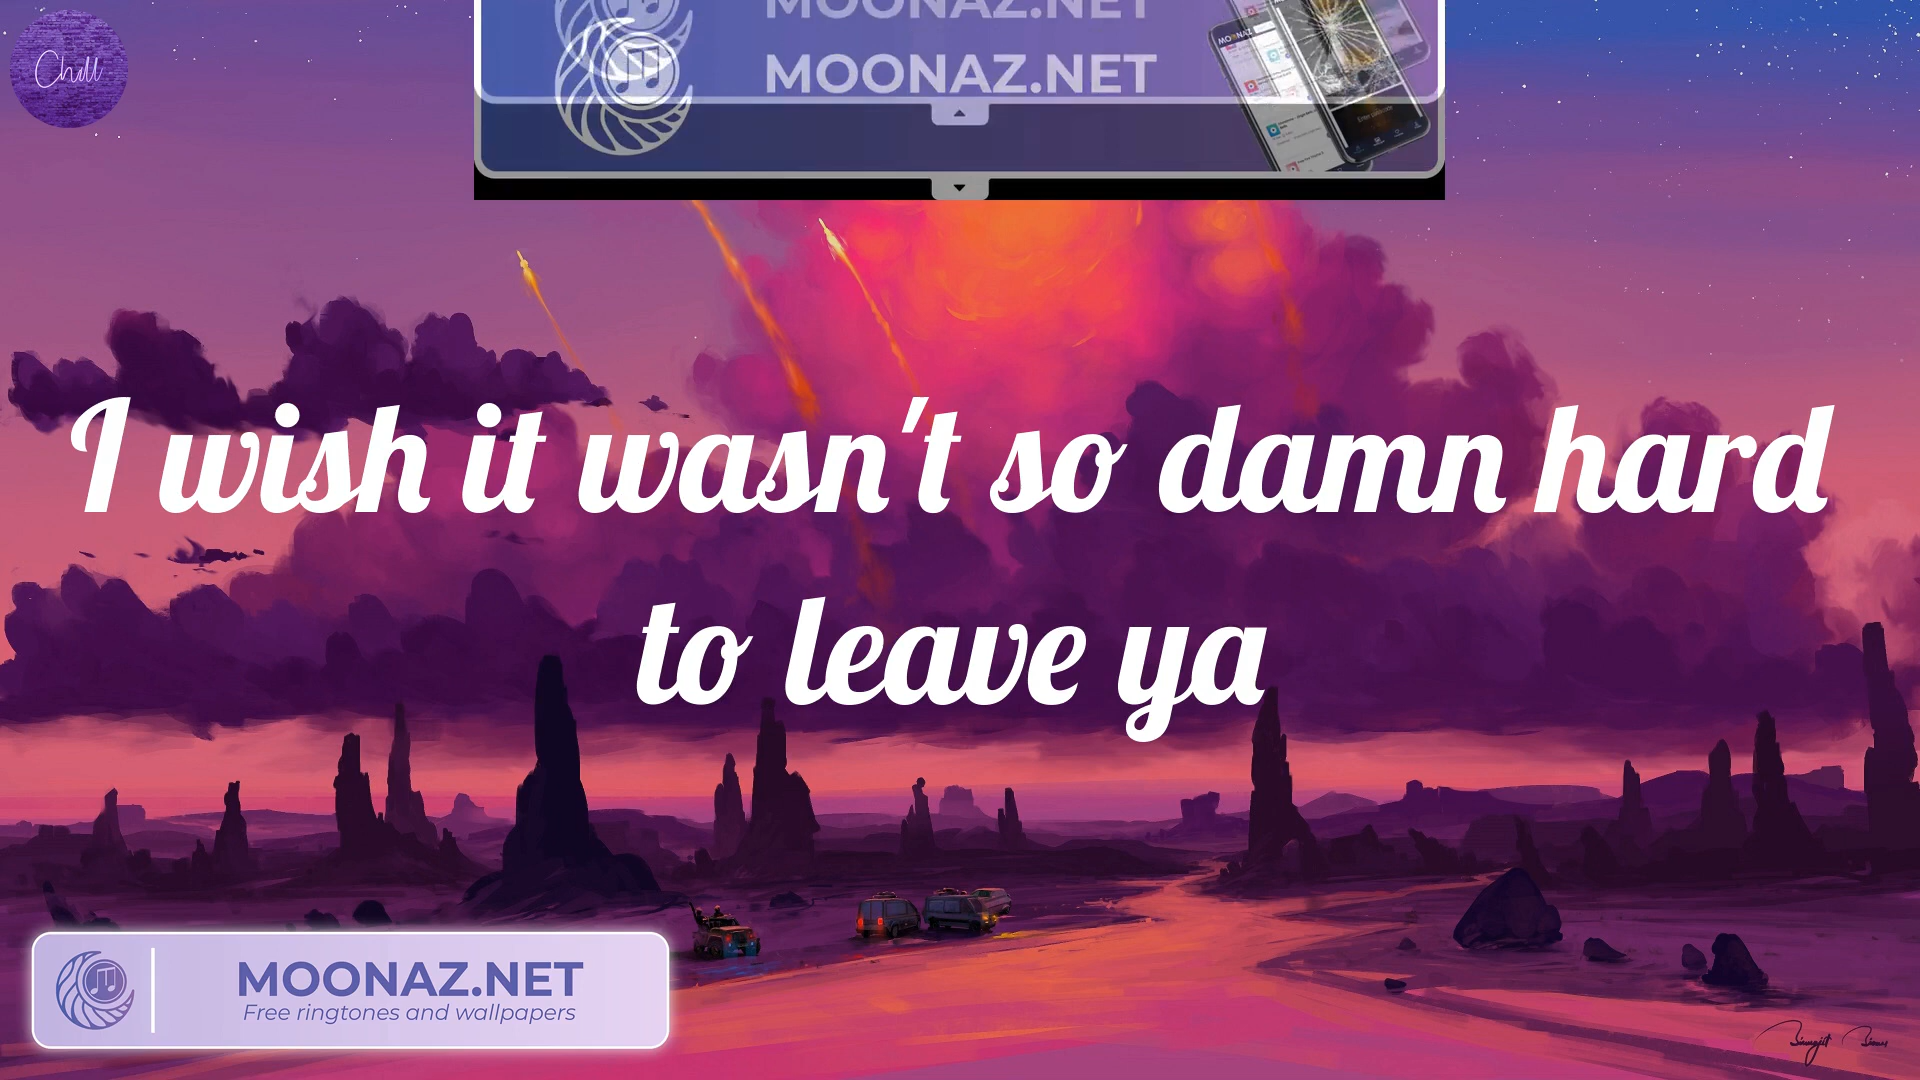 Chill
MOONAZ.NET
MOONAZ.NET
I wish it wasn't so damn hard
to leave ya
MOONAZ.NET
Free ringtones and wallpapers